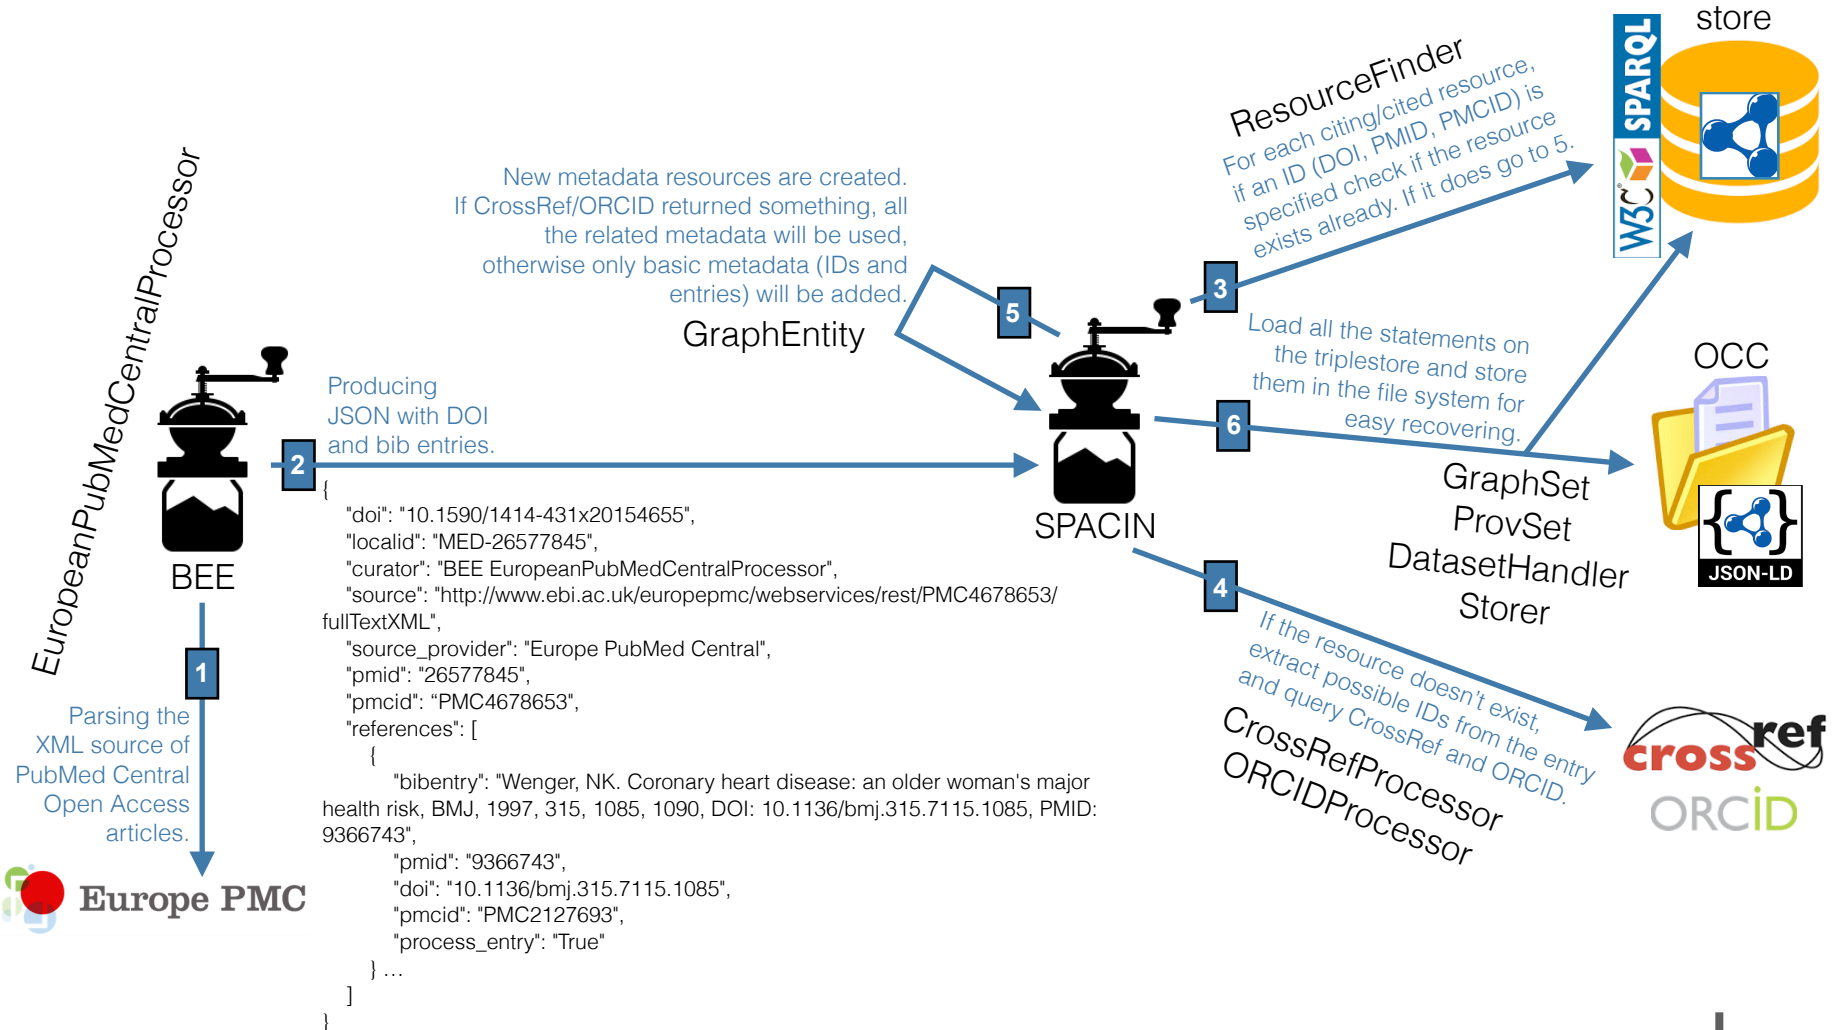 store
SPARQL
W3C
ResourceFinder
For each citing/cited resource,
if an ID (DOI, PMID, PMCID) is
specified check if the resource
exists already. If it does go to 5.
3
EuropeanPubMedCentralProcessor
New metadata resources are created.
If CrossRef/ORCID returned something, all
the related metadata will be used,
otherwise only basic metadata (IDs and
entries) will be added.
GraphEntity
5
Load all the statements on
the triplestore and store
them in the file system for
easy recovering.
6
OCC
JSON-LD
GraphSet
ProvSet
DatasetHandler
Storer
Producing
JSON with DOI
and bib entries.
2
BEE
SPACIN
1
Parsing the
XML source of
PubMed Central
Open Access
articles.
Europe PMC
{
"doi": "10.1590/1414-431x20154655",
"localid": "MED-26577845",
"curator": "BEE EuropeanPubMedCentralProcessor",
"source": "http://www.ebi.ac.uk/europepmc/webservices/rest/PMC4678653/
fullTextXML",
"source_provider": "Europe PubMed Central",
"pmid": "26577845",
"pmcid": “PMC4678653”,
"references": [
{
"bibentry": "Wenger, NK. Coronary heart disease: an older woman's major
health risk, BMJ, 1997, 315, 1085, 1090, DOI: 10.1136/bmj.315.7115.1085, PMID:
9366743",
"pmid": "9366743",
"doi": "10.1136/bmj.315.7115.1085",
"pmcid": "PMC2127693",
"process_entry": "True"
} …
]
}
4
If the resource doesn't exist,
extract possible IDs from the entry
and query CrossRef and ORCID.
CrossRefProcessor
ORCIDProcessor
crossref
ORCID